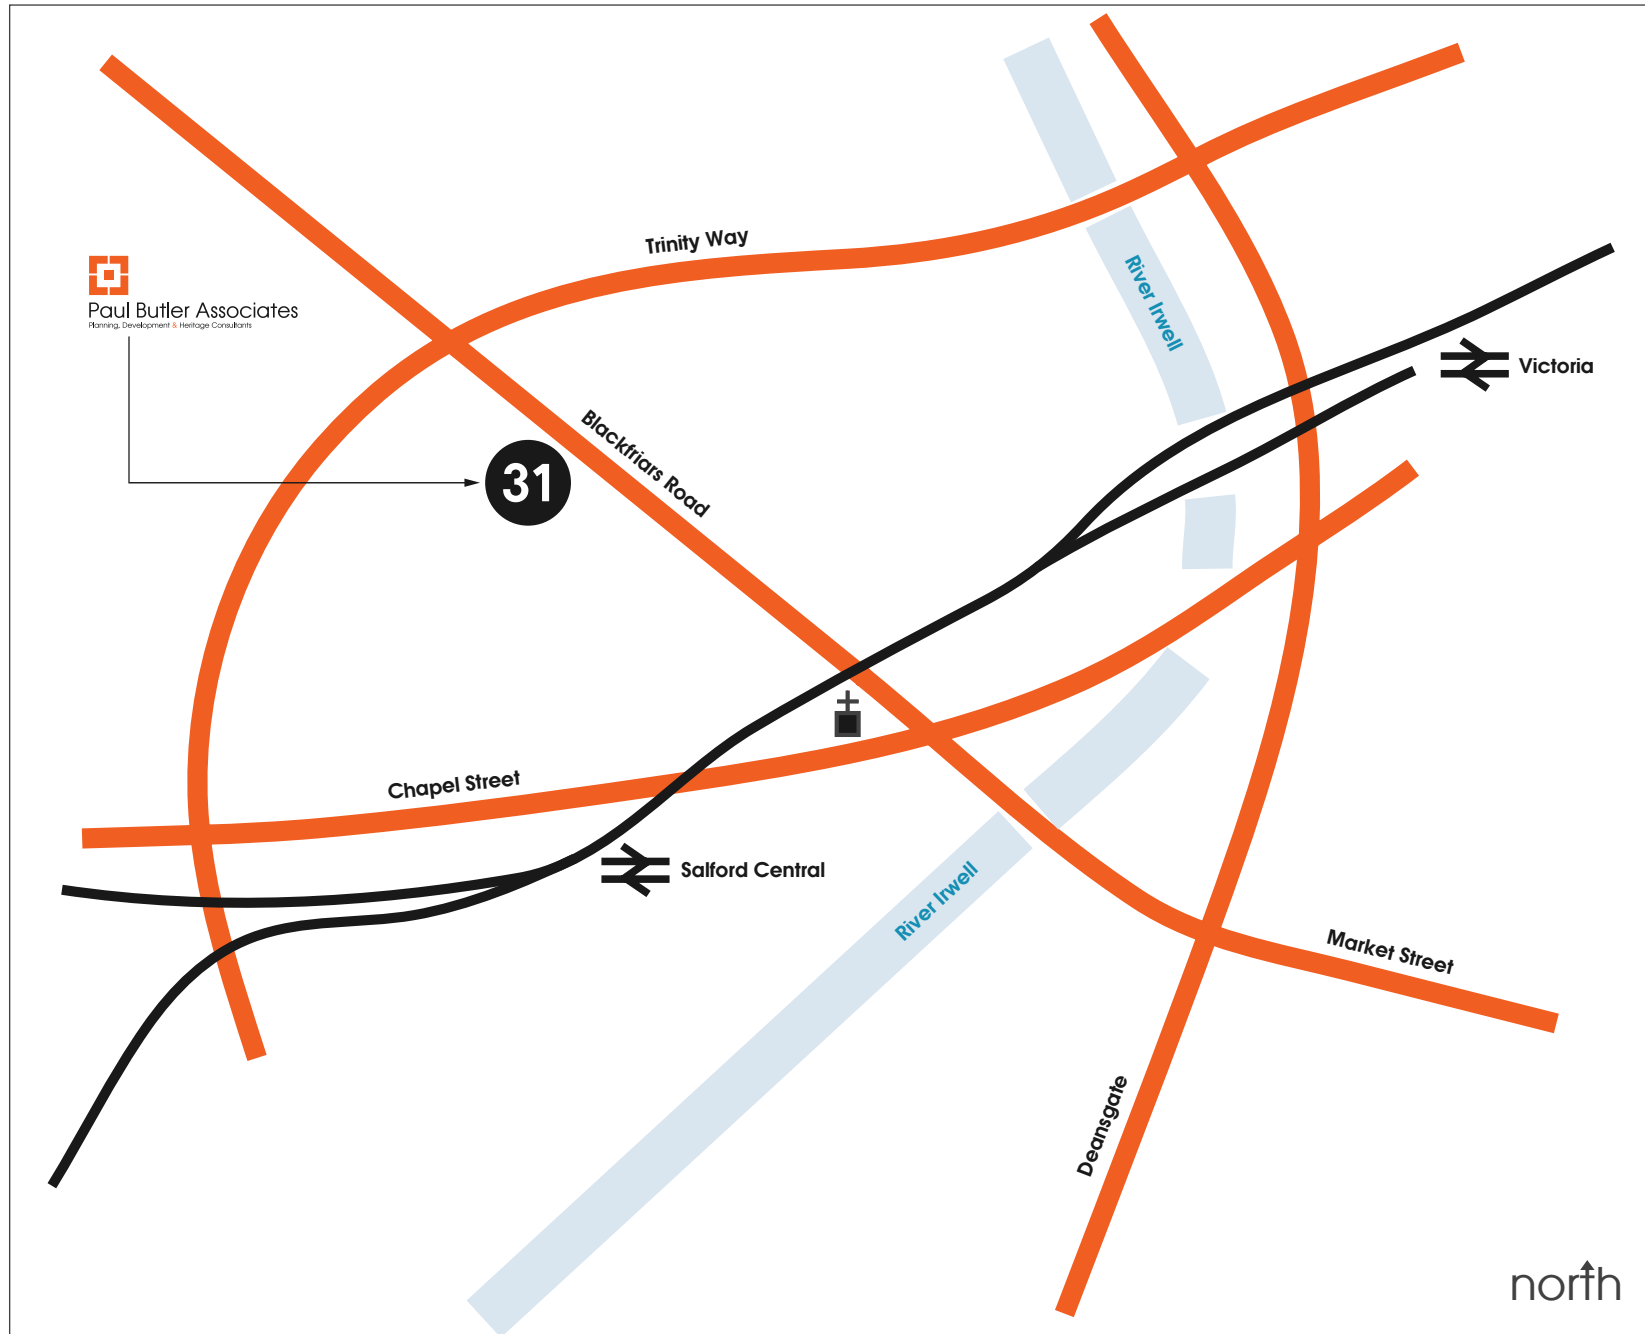 Trinity Way
River Irwell
Paul Butler Associates
Planning, Development & Heritage Consultants
Victoria
Blackfriars Road
31
Chapel Street
Salford Central
River Irwell
Market Street
Deansgate
north